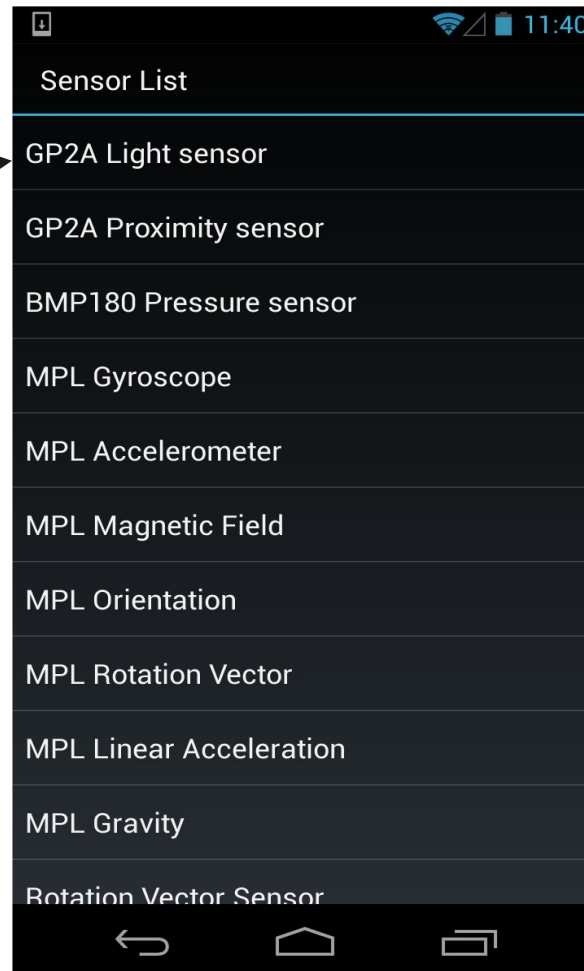 11:40
Sensor List
GP2A Light sensor
GP2A Proximity sensor
BMP180 Pressure sensor
MPL Gyroscope
MPL Accelerometer
MPL Magnetic Field
MPL Orientation
MPL Rotation Vector
MPL Linear Acceleration
MPL Gravity
Rotation Vector Sensor